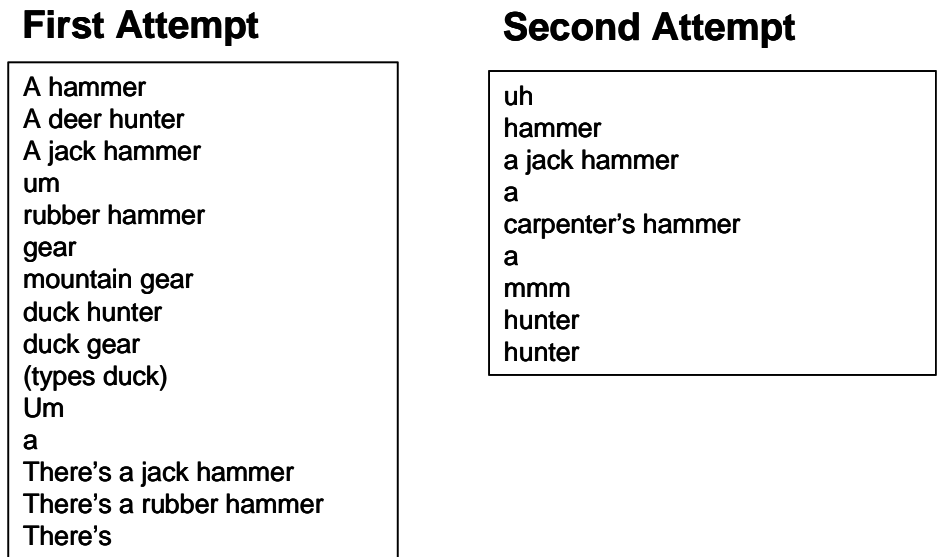 First Attempt
A hammer
A deer hunter
A jack hammer
um
rubber hammer
gear
mountain gear
duck hunter
duck gear
(types duck)
Um
a
There's a jack hammer
There's a rubber hammer
There's
Second Attempt
uh
hammer
a jack hammer
a
carpenter's hammer
a
mmm
hunter
hunter